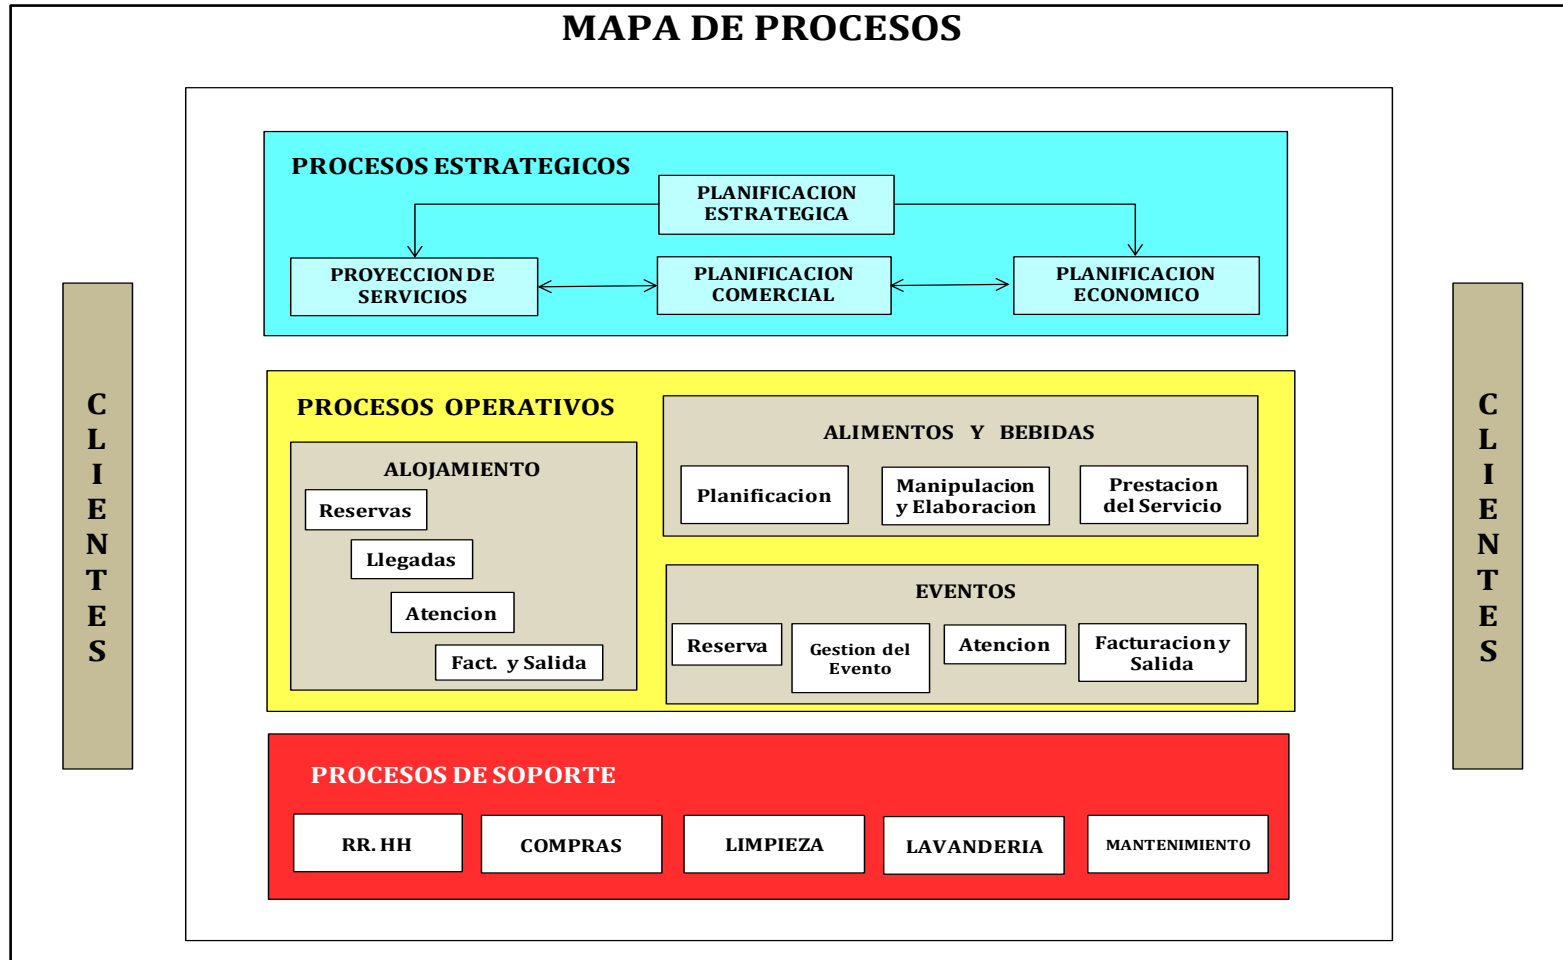 MAPA DE PROCESOS
PROCESOS ESTRATEGICOS
PLANIFICACION
ESTRATEGICA
PROYECCION DE
SERVICIOS
PLANIFICACION
COMERCIAL
PLANIFICACION
ECONOMICO
CLIENTES
PROCESOS OPERATIVOS
ALOJAMIENTO
Reservas
Llegadas
Atencion
Fact. y Salida
ALIMENTOS Y BEBIDAS
Planificacion
Manipulacion
y Elaboracion
Prestacion
del Servicio
EVENTOS
Reserva
Gestion del
Evento
Atencion
Facturacion y
Salida
CLIENTES
PROCESOS DE SOPORTE
RR. HH
COMPRAS
LIMPIEZA
LAVANDERIA
MANTENIMIENTO